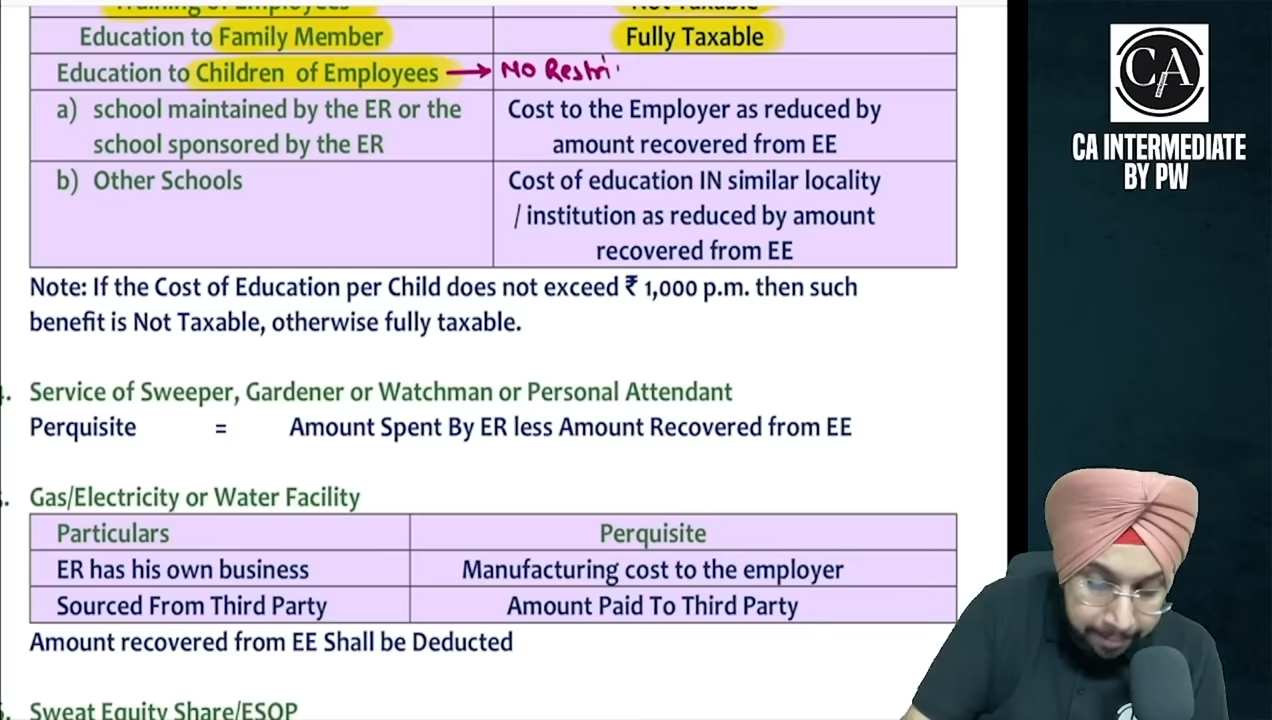 Training of Employees Not Taxable
Education to Family Member Fully Taxable
Education to Children of Employees → No Restri
a) school maintained by the ER or the school sponsored by the ER
Cost to the Employer as reduced by
amount recovered from EE
b) Other Schools
Cost of education IN similar locality
/ institution as reduced by amount
recovered from EE
Note: If the Cost of Education per Child does not exceed ₹ 1,000 p.m. then such
benefit is Not Taxable, otherwise fully taxable.
Service of Sweeper, Gardener or Watchman or Personal Attendant
Perquisite = Amount Spent By ER less Amount Recovered from EE
Gas/Electricity or Water Facility
Particulars Perquisite
ER has his own business Manufacturing cost to the employer
Sourced From Third Party Amount Paid To Third Party
Amount recovered from EE Shall be Deducted
Sweat Equity Share/ESOP
CA
CA INTERMEDIATE
BY PW